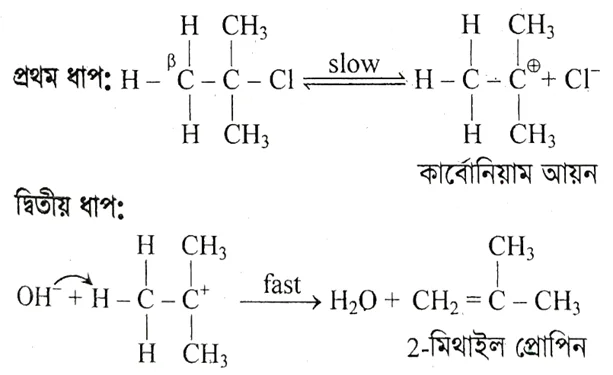 H CH₃ H CH₃
প্রথম ধাপ: H – ᵝC – C – Cl slow H – C – C⊕ + Cl⁻
H CH₃ H CH₃
কার্বোনিয়াম আয়ন
দ্বিতীয় ধাপ:
H CH₃ CH₃
OH⁻ + H – C – C⁺ fast H₂O + CH₂ = C – CH₃
H CH₃ 2-মিথাইল প্রোপিন